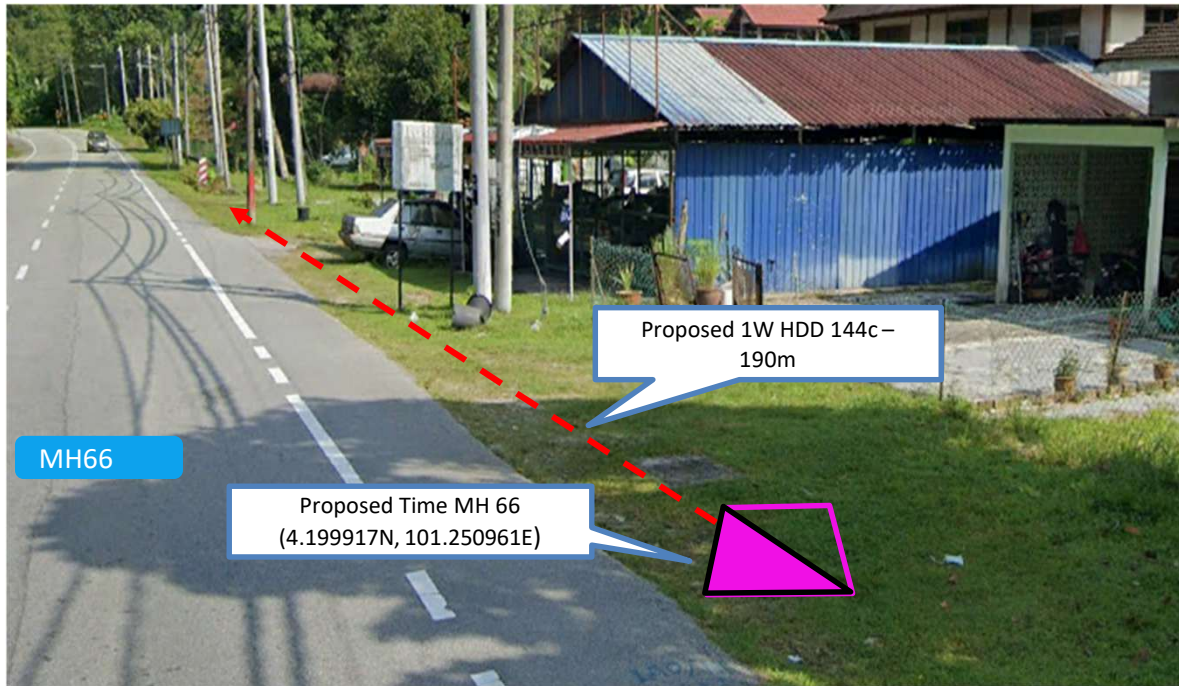 Proposed 1W HDD 144c –
190m
MH66
Proposed Time MH 66
(4.199917N, 101.250961E)